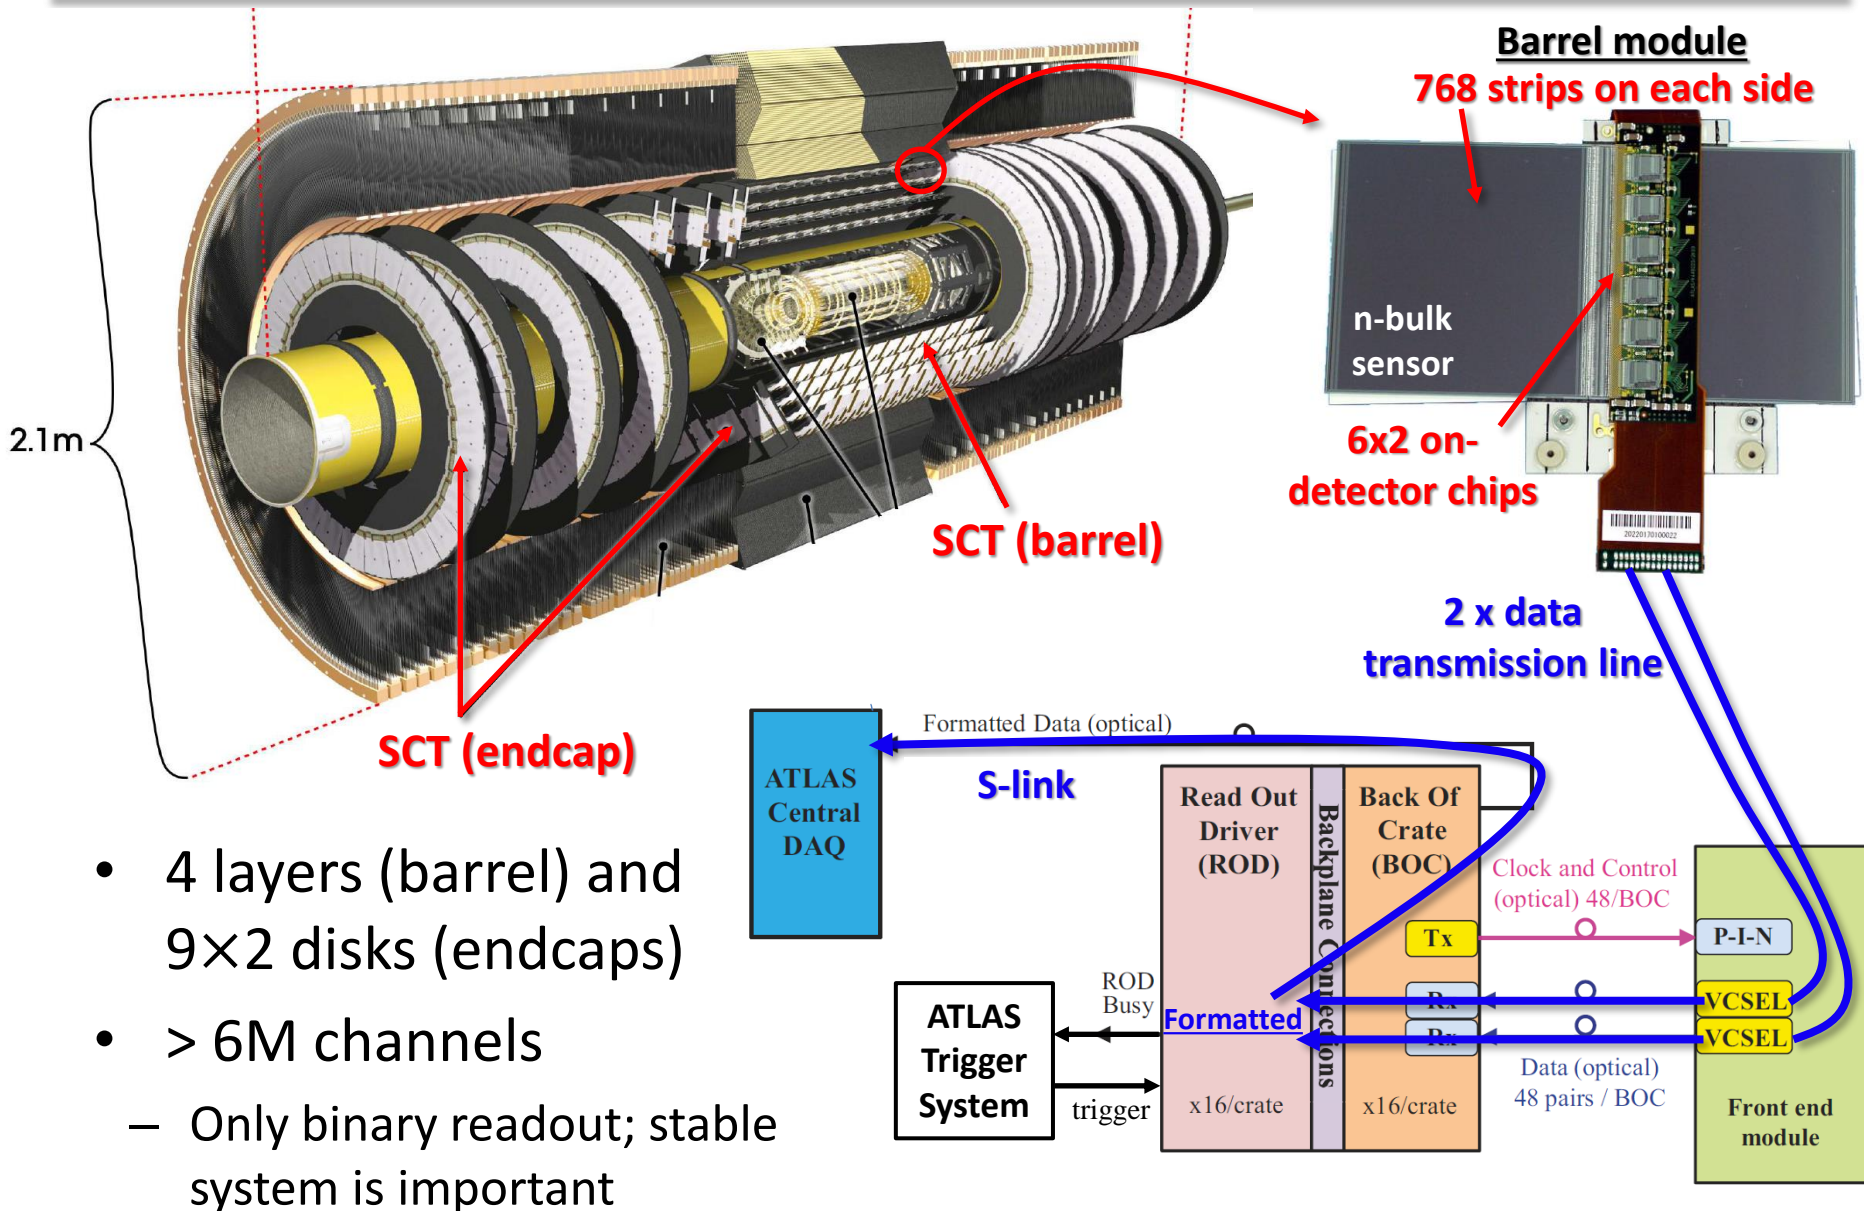 Barrel module
768 strips on each side
2.1m
n-bulk
sensor
6x2 on-
detector chips
20220170100022
SCT (barrel)
SCT (endcap)
2 x data
transmission line
Formatted Data (optical)
S-link
ATLAS
Central
DAQ
Read Out
Driver
(ROD)
Backplane Connections
Back Of
Crate
(BOC)
Clock and Control
(optical) 48/BOC
Tx
P-I-N
ROD
Busy
Formatted
Rx
Rx
VCSEL
VCSEL
ATLAS
Trigger
System
trigger
x16/crate
x16/crate
Data (optical)
48 pairs / BOC
Front end
module
• 4 layers (barrel) and
9×2 disks (endcaps)
• > 6M channels
– Only binary readout; stable
system is important